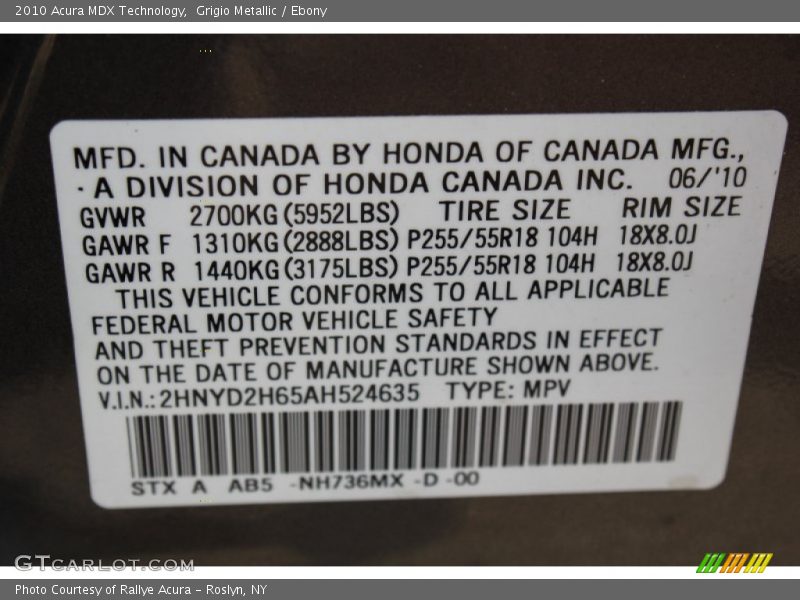 2010 Acura MDX Technology,  Grigio Metallic / Ebony
MFD. IN CANADA BY HONDA OF CANADA MFG.,
A DIVISION OF HONDA CANADA INC. 06/'10
GVWR 2700KG(5952LBS) TIRE SIZE RIM SIZE
GAWR F 1310KG(2888LBS) P255/55R18 104H 18X8.0J
GAWR R 1440KG(3175LBS) P255/55R18 104H 18X8.0J
THIS VEHICLE CONFORMS TO ALL APPLICABLE
FEDERAL MOTOR VEHICLE SAFETY
AND THEFT PREVENTION STANDARDS IN EFFECT
ON THE DATE OF MANUFACTURE SHOWN ABOVE.
V.I.N.: 2HNYD2H65AH524635 TYPE: MPV
STX A AB5 -NH736MX -D -00
GTCARLOT.COM
Photo Courtesy of Rallye Acura – Roslyn, NY